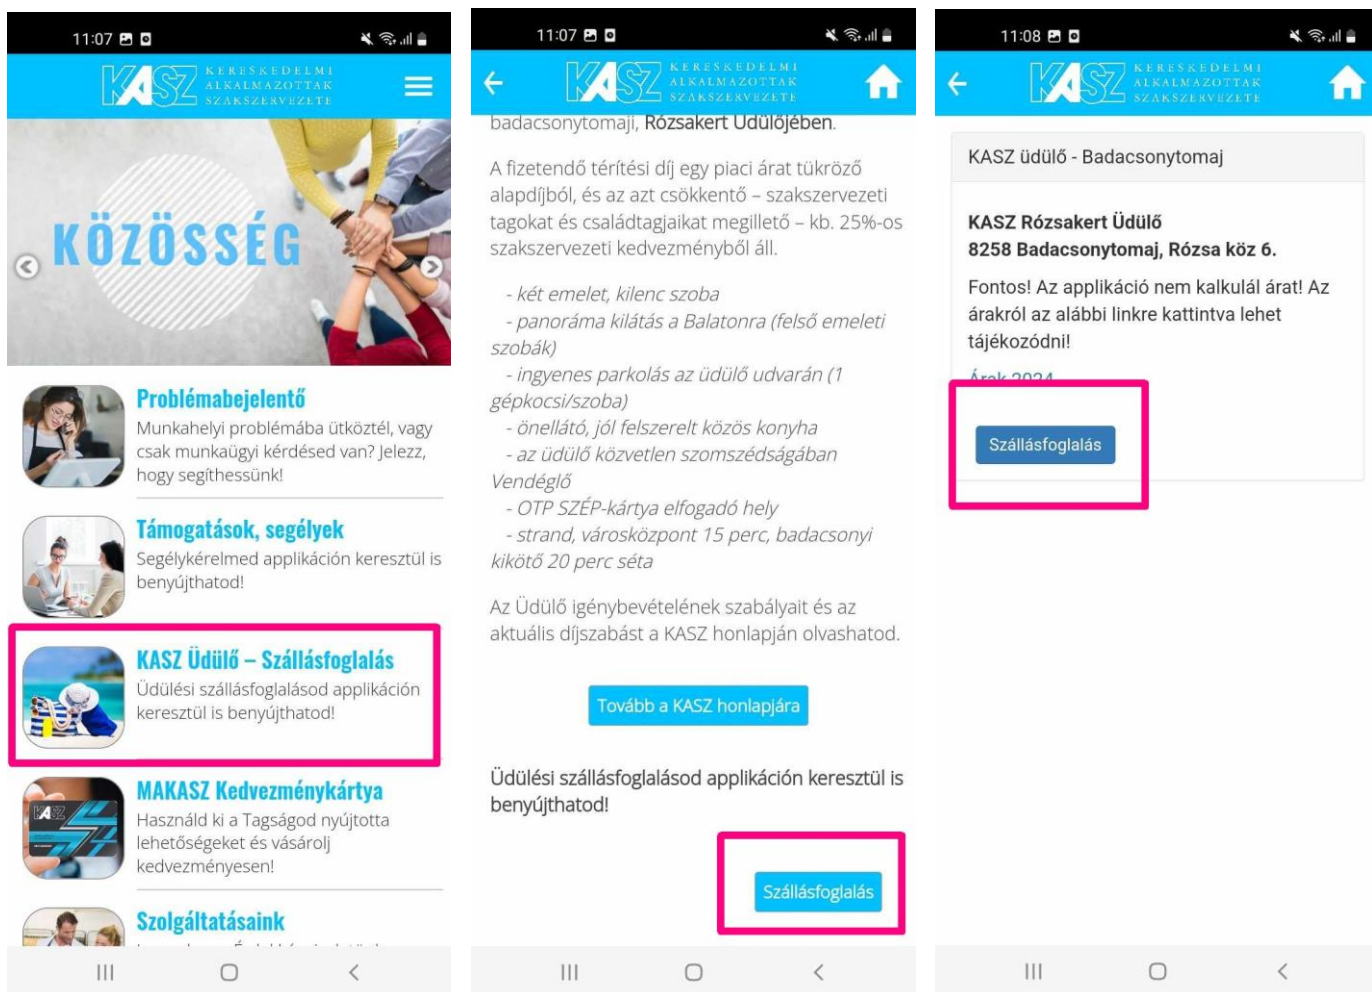 11:07
KASZ KERESKEDELMI
ALKALMAZOTTAK
SZAKSZERVEZETE
KÖZÖSSÉG
Problémabejelentő
Munkahelyi problémába ütköztél, vagy
csak munkaügyi kérdésed van? Jelezz,
hogy segíthessünk!
Támogatások, segélyek
Segélykérelmed applikáción keresztül is
benyújthatod!
KASZ Üdülő – Szállásfoglalás
Üdülési szállásfoglalásod applikáción
keresztül is benyújthatod!
KASZ
MAKASZ Kedvezménykártya
Használd ki a Tagságod nyújtotta
lehetőségeket és vásárolj
kedvezményesen!
Szolgáltatásaink
11:07
KASZ KERESKEDELMI
ALKALMAZOTTAK
SZAKSZERVEZETE
badacsonytomaji, Rózsakert Üdülőjében.
A fizetendő térítési díj egy piaci árat tükröző
alapdíjból, és az azt csökkentő – szakszervezeti
tagokat és családtagjaikat megillető – kb. 25%-os
szakszervezeti kedvezményből áll.
- két emelet, kilenc szoba
- panoráma kilátás a Balatonra (felső emeleti
szobák)
- ingyenes parkolás az üdülő udvarán (1
gépkocsi/szoba)
- önellátó, jól felszerelt közös konyha
- az üdülő közvetlen szomszédságában
Vendéglő
- OTP SZÉP-kártya elfogadó hely
- strand, városközpont 15 perc, badacsonyi
kikötő 20 perc séta
Az Üdülő igénybevételének szabályait és az
aktuális díjszabást a KASZ honlapján olvashatod.
Tovább a KASZ honlapjára
Üdülési szállásfoglalásod applikáción keresztül is
benyújthatod!
Szállásfoglalás
11:08
KASZ KERESKEDELMI
ALKALMAZOTTAK
SZAKSZERVEZETE
KASZ üdülő - Badacsonytomaj
KASZ Rózsakert Üdülő
8258 Badacsonytomaj, Rózsa köz 6.
Fontos! Az applikáció nem kalkulál árat! Az
árakról az alábbi linkre kattintva lehet
tájékozódni!
Árak 2024
Szállásfoglalás